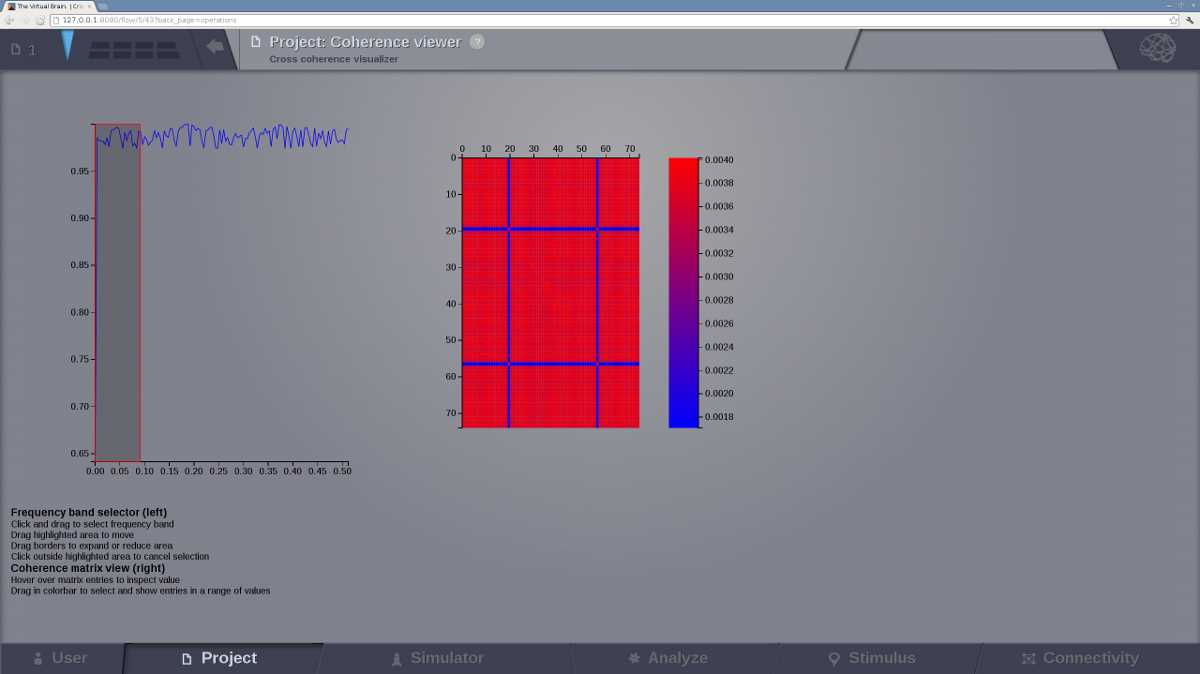 The Virtual Brain. | Cro
127.0.0.1:8080/flow/5/43?back_page=operations
1
Project: Coherence viewer ?
Cross coherence visualizer
0.95
0.90
0.85
0.80
0.75
0.70
0.65
0.00 0.05 0.10 0.15 0.20 0.25 0.30 0.35 0.40 0.45 0.50
0 10 20 30 40 50 60 70
0
10
20
30
40
50
60
70
0.0040
0.0038
0.0036
0.0034
0.0032
0.0030
0.0028
0.0026
0.0024
0.0022
0.0020
0.0018
Frequency band selector (left)
Click and drag to select frequency band
Drag highlighted area to move
Drag borders to expand or reduce area
Click outside highlighted area to cancel selection
Coherence matrix view (right)
Hover over matrix entries to inspect value
Drag in colorbar to select and show entries in a range of values
User Project Simulator Analyze Stimulus Connectivity